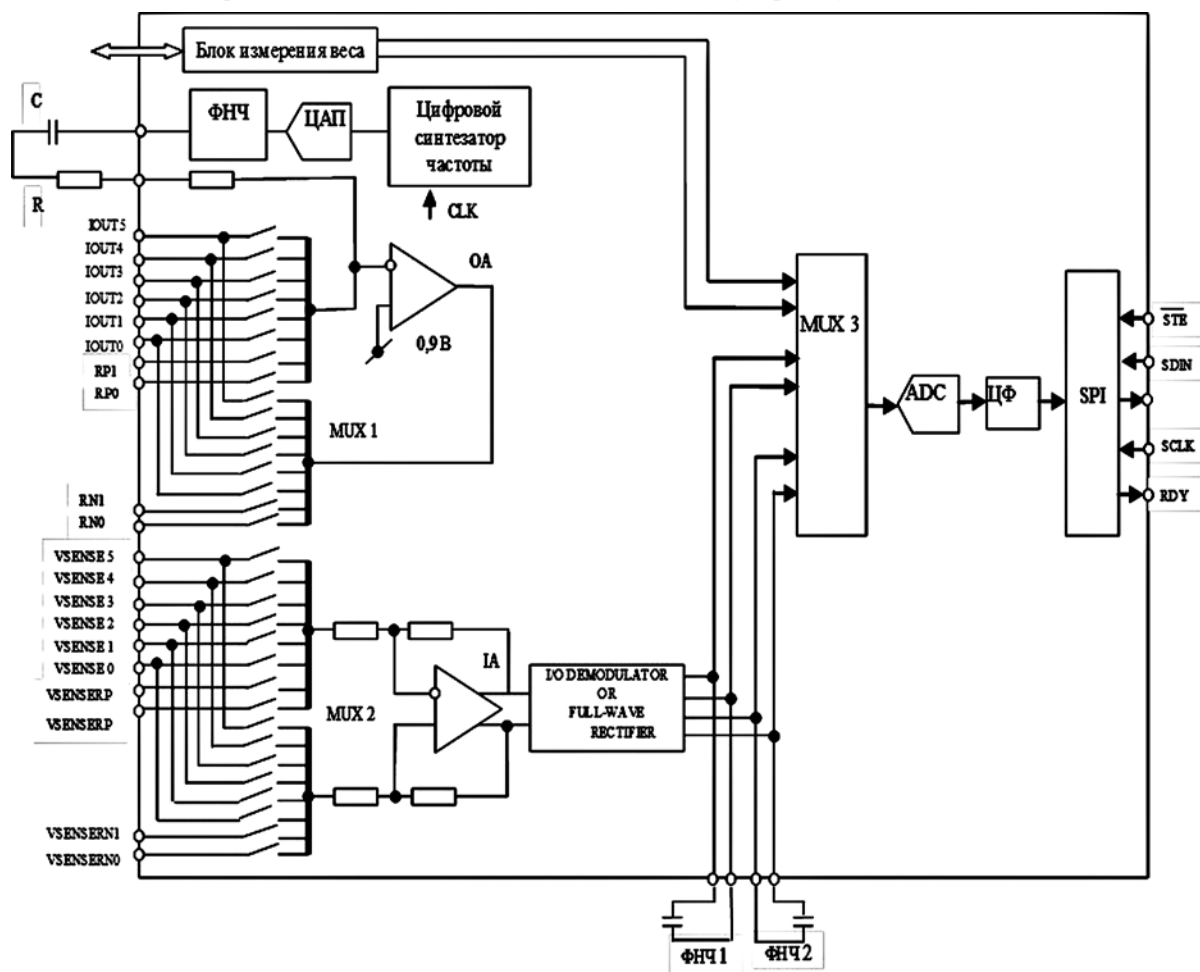 Блок измерения веса
C
ФНЧ
ЦАП
Цифровой
синтезатор
частоты
R
CLK
IOUT5
IOUT4
IOUT3
IOUT2
IOUT1
IOUT0
RP1
RP0
OA
0,9 В
MUX 1
RN1
RN0
MUX 3
ADC
ЦФ
SPI
STE
SDIN
SCLK
RDY
VSENSE 5
VSENSE 4
VSENSE 3
VSENSE 2
VSENSE 1
VSENSE 0
VSENSERP
VSENSERP
MUX 2
IA
I/O DEMODULATOR
OR
FULL-WAVE
RECTIFIER
VSENSERN1
VSENSERN0
ФНЧ 1
ФНЧ 2